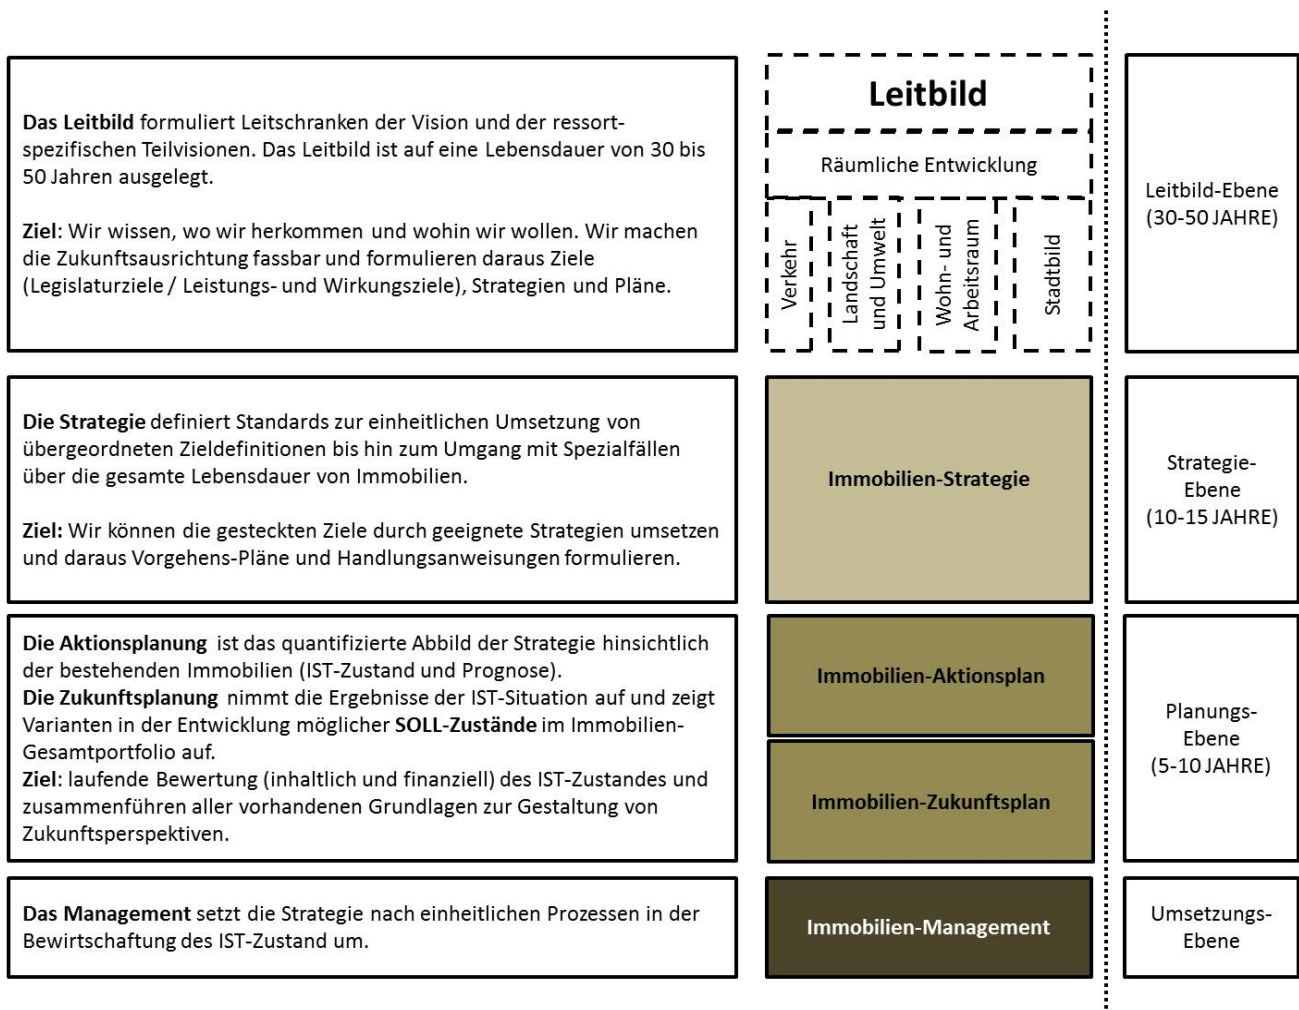 Das Leitbild formuliert Leitschranken der Vision und der ressort-
spezifischen Teilvisionen. Das Leitbild ist auf eine Lebensdauer von 30 bis
50 Jahren ausgelegt.
Ziel: Wir wissen, wo wir herkommen und wohin wir wollen. Wir machen
die Zukunftsausrichtung fassbar und formulieren daraus Ziele
(Legislaturziele / Leistungs- und Wirkungsziele), Strategien und Pläne.
Leitbild
Räumliche Entwicklung
Verkehr
Landschaft
und Umwelt
Wohn- und
Arbeitsraum
Stadtbild
Leitbild-Ebene
(30-50 JAHRE)
Die Strategie definiert Standards zur einheitlichen Umsetzung von
übergeordneten Zieldefinitionen bis hin zum Umgang mit Spezialfällen
über die gesamte Lebensdauer von Immobilien.
Ziel: Wir können die gesteckten Ziele durch geeignete Strategien umsetzen
und daraus Vorgehens-Pläne und Handlungsanweisungen formulieren.
Immobilien-Strategie
Strategie-
Ebene
(10-15 JAHRE)
Die Aktionsplanung ist das quantifizierte Abbild der Strategie hinsichtlich
der bestehenden Immobilien (IST-Zustand und Prognose).
Die Zukunftsplanung nimmt die Ergebnisse der IST-Situation auf und zeigt
Varianten in der Entwicklung möglicher SOLL-Zustände im Immobilien-
Gesamtportfolio auf.
Ziel: laufende Bewertung (inhaltlich und finanziell) des IST-Zustandes und
zusammenführen aller vorhandenen Grundlagen zur Gestaltung von
Zukunftsperspektiven.
Immobilien-Aktionsplan
Immobilien-Zukunftsplan
Planungs-
Ebene
(5-10 JAHRE)
Das Management setzt die Strategie nach einheitlichen Prozessen in der
Bewirtschaftung des IST-Zustand um.
Immobilien-Management
Umsetzungs-
Ebene